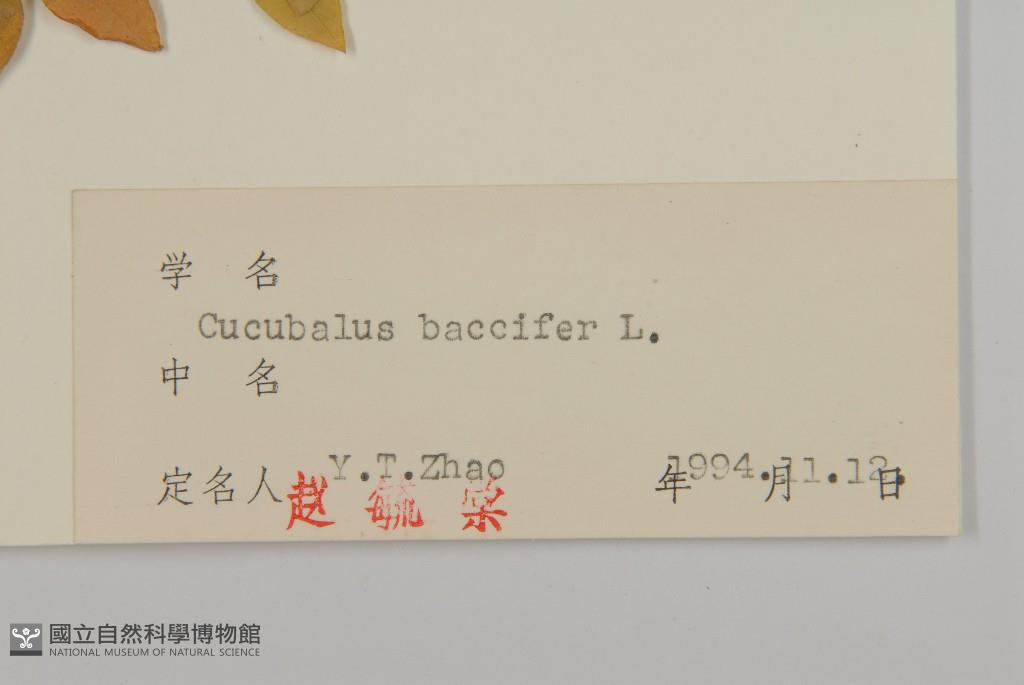 学 名
Cucubalus baccifer L.
中 名
定名人 Y.T.Zhao 年 月 日 1994.11.12.
赵 毓 棠
國立自然科學博物館
NATIONAL MUSEUM OF NATURAL SCIENCE